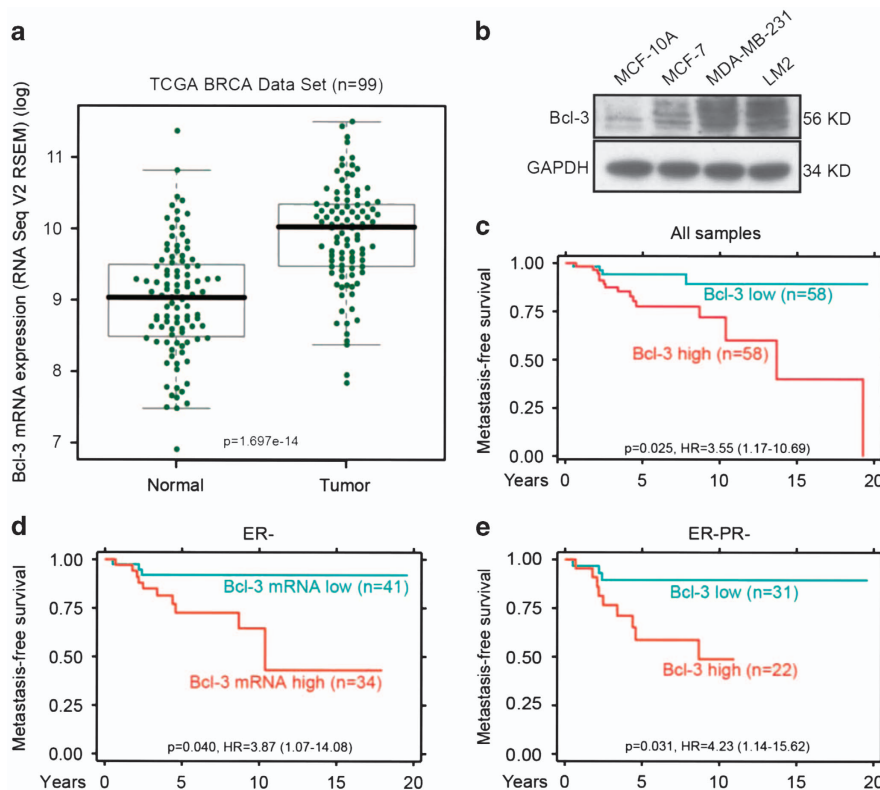 a
TCGA BRCA Data Set (n=99)
Bcl-3 mRNA expression (RNA Seq V2 RSEM) (log)
11
10
9
8
7
p=1.697e-14
Normal Tumor
b
MCF-10A MCF-7 MDA-MB-231 LM2
Bcl-3 56 KD
GAPDH 34 KD
c
All samples
Metastasis-free survival
1.00
0.75
0.50
0.25
0.00
Bcl-3 low (n=58)
Bcl-3 high (n=58)
p=0.025, HR=3.55 (1.17-10.69)
Years 0 5 10 15 20
d
ER-
Metastasis-free survival
1.00
0.75
0.50
0.25
0.00
Bcl-3 mRNA low (n=41)
Bcl-3 mRNA high (n=34)
p=0.040, HR=3.87 (1.07-14.08)
Years 0 5 10 15 20
e
ER-PR-
Metastasis-free survival
1.00
0.75
0.50
0.25
0.00
Bcl-3 low (n=31)
Bcl-3 high (n=22)
p=0.031, HR=4.23 (1.14-15.62)
Years 0 5 10 15 20